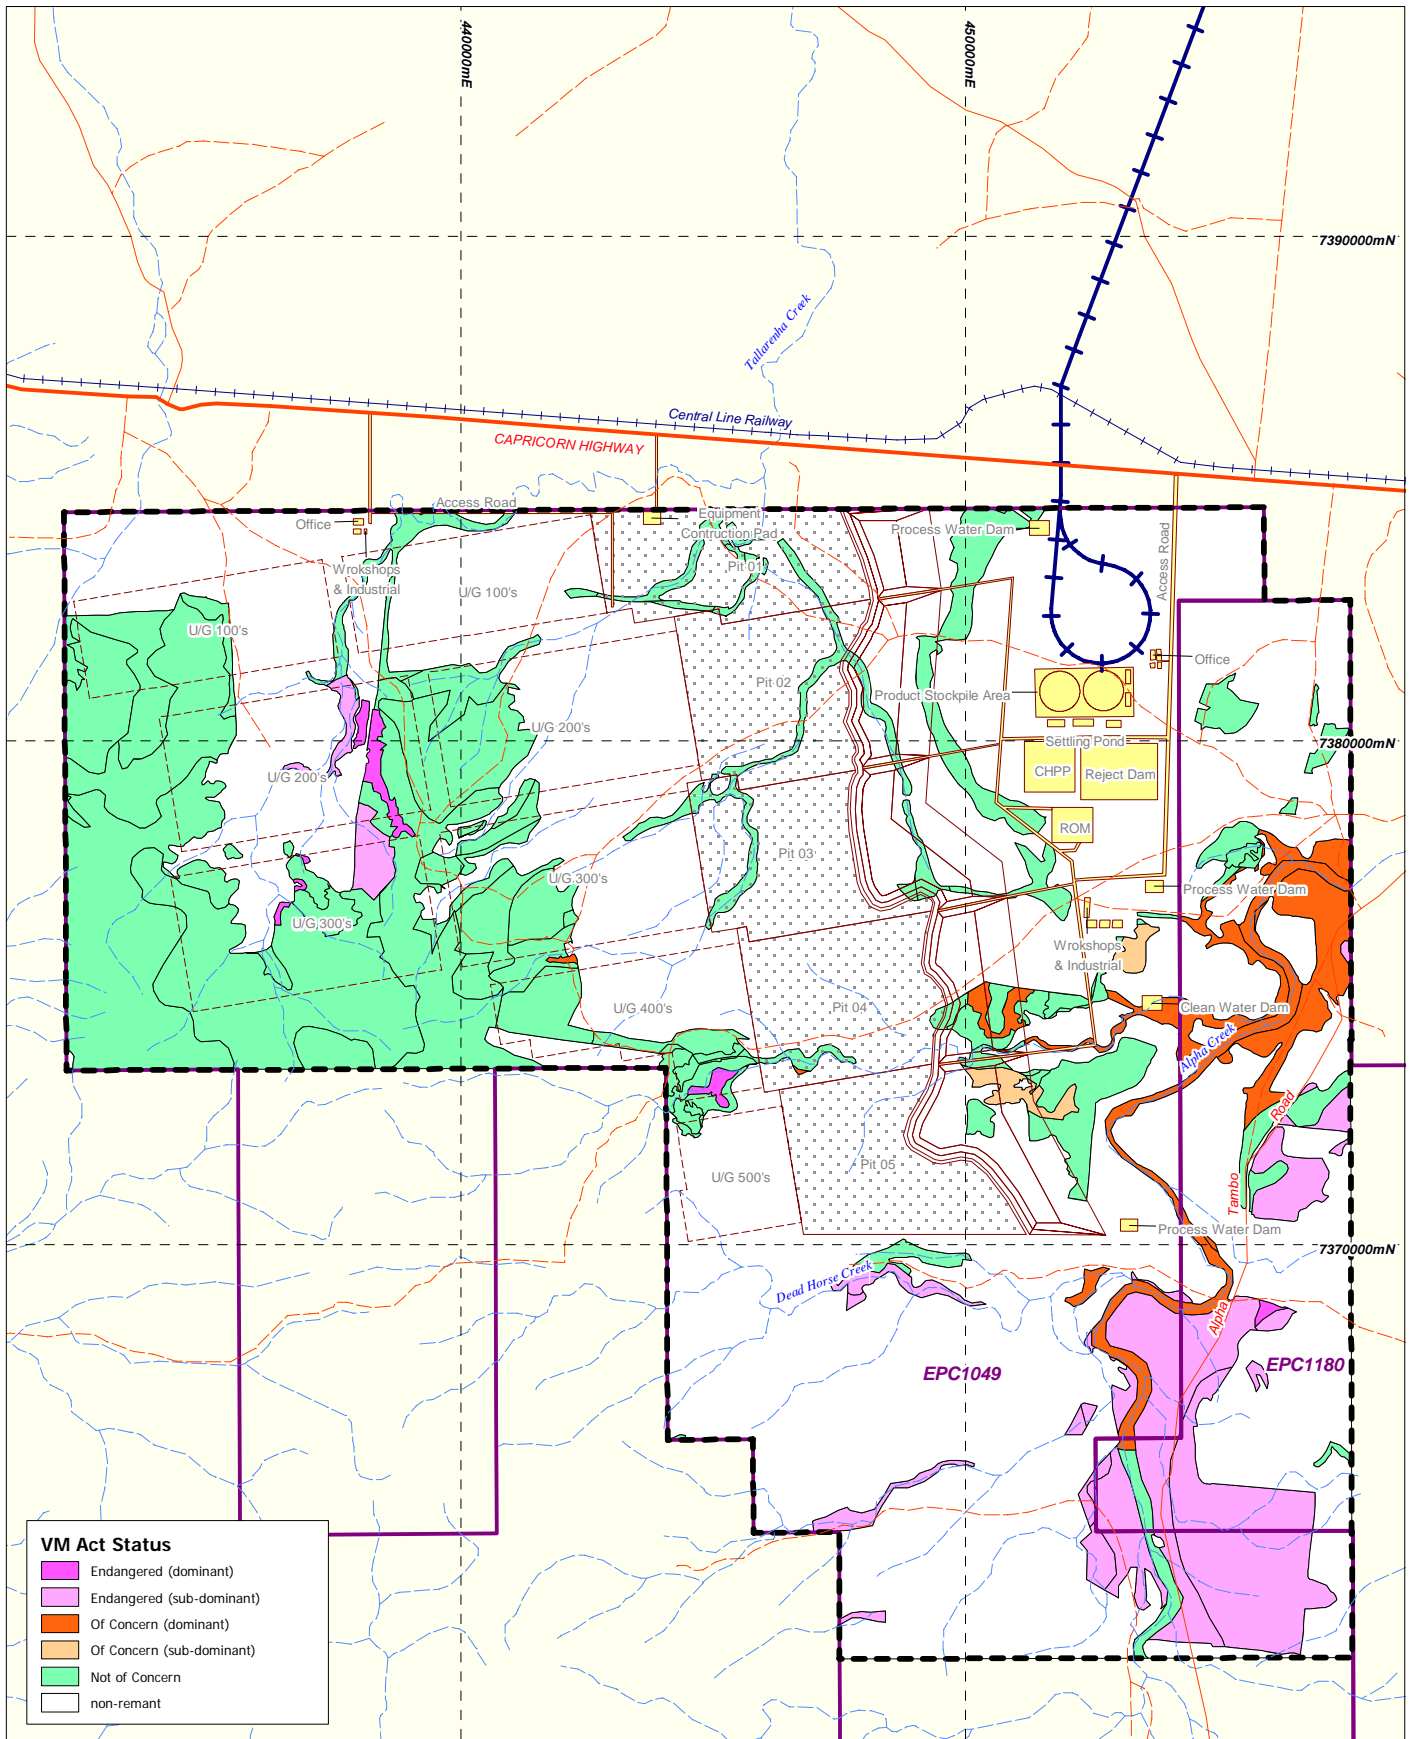 440000mE
450000mE
7390000mN
Tallarenha Creek
Central Line Railway
CAPRICORN HIGHWAY
Access Road
Office
Equipment
Contruction Pad
Process Water Dam
Access Road
Pit 01
Wrokshops
& Industrial
U/G 100's
U/G 100's
Office
Pit 02
Product Stockpile Area
U/G 200's
Settling Pond
7380000mN
U/G 200's
CHPP
Reject Dam
ROM
Pit 03
U/G 300's
Process Water Dam
U/G 300's
Wrokshops
& Industrial
U/G 400's
Pit 04
Clean Water Dam
Alpha Creek
Road
Pit 05
U/G 500's
Tambo
Process Water Dam
7370000mN
Dead Horse Creek
Alpha
EPC1049
EPC1180
VM Act Status
Endangered (dominant)
Endangered (sub-dominant)
Of Concern (dominant)
Of Concern (sub-dominant)
Not of Concern
non-remant